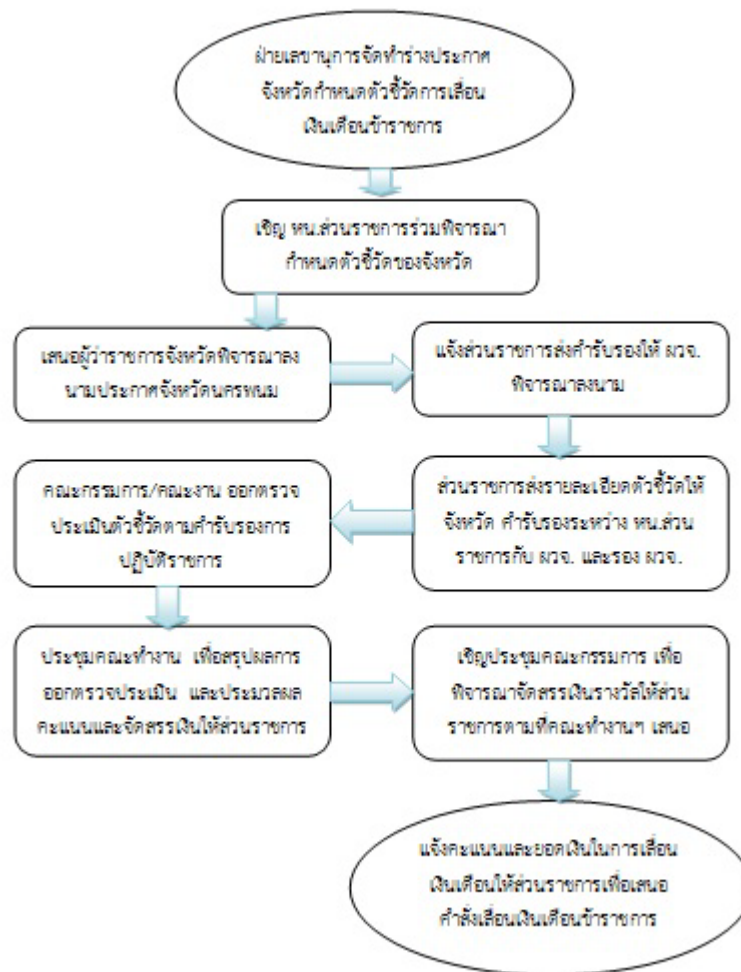 ฝ่ายเลขานุการจัดทำร่างประกาศ
จังหวัดกำหนดตัวชี้วัดการเลื่อน
เงินเดือนข้าราชการ
เชิญ หน.ส่วนราชการร่วมพิจารณา
กำหนดตัวชี้วัดของจังหวัด
เสนอผู้ว่าราชการจังหวัดพิจารณาลง
นามประกาศจังหวัดนครพนม
แจ้งส่วนราชการส่งคำรับรองให้ ผวจ.
พิจารณาลงนาม
ส่วนราชการส่งรายละเอียดตัวชี้วัดให้
จังหวัด คำรับรองระหว่าง หน.ส่วน
ราชการกับ ผวจ. และรอง ผวจ.
คณะกรรมการ/คณะงาน ออกตรวจ
ประเมินตัวชี้วัดตามคำรับรองการ
ปฏิบัติราชการ
ประชุมคณะทำงาน เพื่อสรุปผลการ
ออกตรวจประเมิน และประมวลผล
คะแนนและจัดสรรเงินให้ส่วนราชการ
เชิญประชุมคณะกรรมการ เพื่อ
พิจารณาจัดสรรเงินรางวัลให้ส่วน
ราชการตามที่คณะทำงานฯ เสนอ
แจ้งคะแนนและยอดเงินในการเลื่อน
เงินเดือนให้ส่วนราชการเพื่อเสนอ
คำสั่งเลื่อนเงินเดือนข้าราชการ